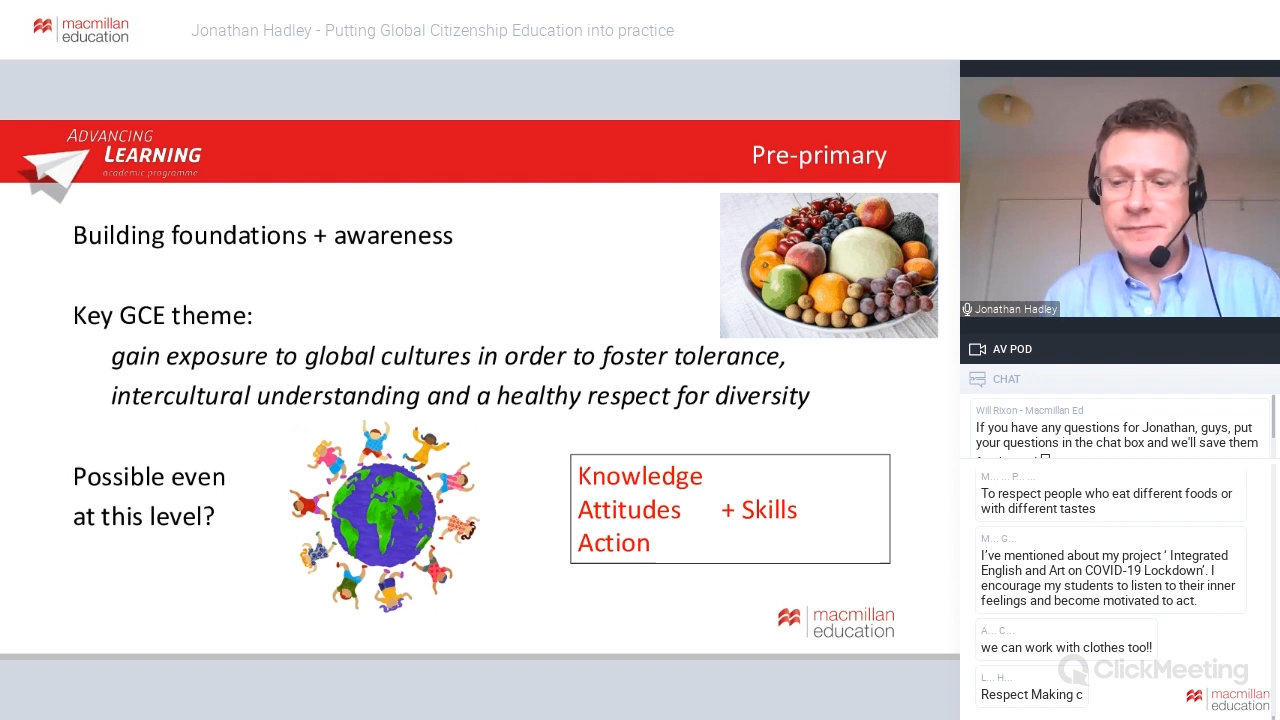 macmillan
education
Jonathan Hadley - Putting Global Citizenship Education into practice
ADVANCING
LEARNING
academic programme
Pre-primary
Building foundations + awareness
Key GCE theme:
gain exposure to global cultures in order to foster tolerance,
intercultural understanding and a healthy respect for diversity
Possible even
at this level?
Knowledge
Attitudes + Skills
Action
macmillan
education
Jonathan Hadley
AV POD
CHAT
Will Rixon - Macmillan Ed
If you have any questions for Jonathan, guys, put
your questions in the chat box and we'll save them
M... ... P... ...
To respect people who eat different foods or
with different tastes
M... G...
I've mentioned about my project ‘ Integrated
English and Art on COVID-19 Lockdown’. I
encourage my students to listen to their inner
feelings and become motivated to act.
A... C...
we can work with clothes too!!
L... H...
Respect Making c
ClickMeeting
macmillan
education